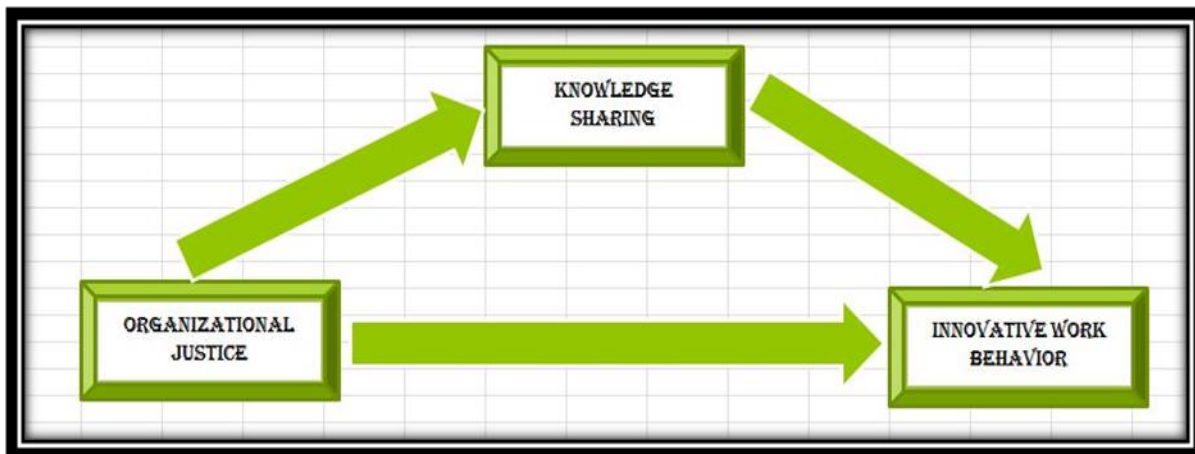 KNOWLEDGE
SHARING
ORGANIZATIONAL
JUSTICE
INNOVATIVE WORK
BEHAVIOR